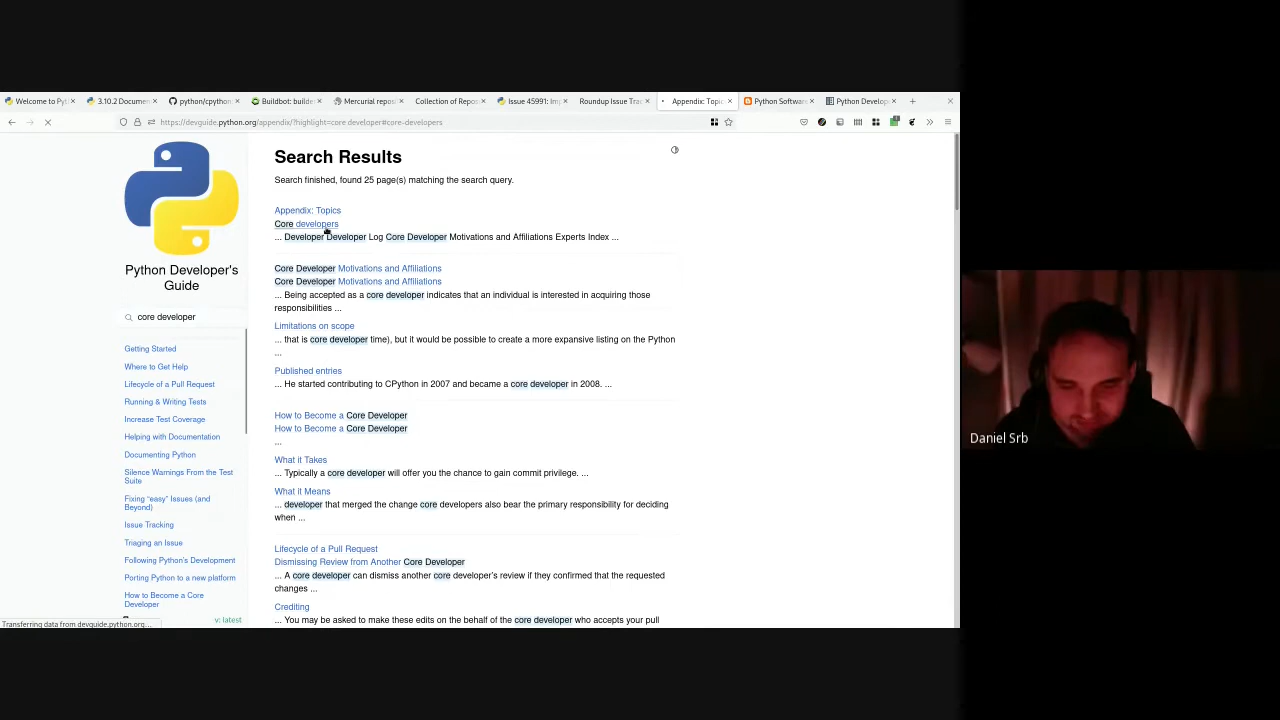 Welcome to Pyt
3.10.2 Documen
python/cpython
Buildbot: builde
Mercurial repos
Collection of Repo
Issue 45991: Imp
Roundup Issue Trac
Appendix: Topic
Python Softwar
Python Develop
https://devguide.python.org/appendix/?highlight=core developer#core-developers
Python Developer's
Guide
core developer
Getting Started
Where to Get Help
Lifecycle of a Pull Request
Running & Writing Tests
Increase Test Coverage
Helping with Documentation
Documenting Python
Silence Warnings From the Test
Suite
Fixing “easy” Issues (and
Beyond)
Issue Tracking
Triaging an Issue
Following Python's Development
Porting Python to a new platform
How to Become a Core
Developer
v: latest
Transferring data from devguide.python.org...
Search Results
Search finished, found 25 page(s) matching the search query.
Appendix: Topics
Core developers
... Developer Developer Log Core Developer Motivations and Affiliations Experts Index ...
Core Developer Motivations and Affiliations
Core Developer Motivations and Affiliations
... Being accepted as a core developer indicates that an individual is interested in acquiring those
responsibilities ...
Limitations on scope
... that is core developer time), but it would be possible to create a more expansive listing on the Python
...
Published entries
... He started contributing to CPython in 2007 and became a core developer in 2008. ...
How to Become a Core Developer
How to Become a Core Developer
...
What it Takes
... Typically a core developer will offer you the chance to gain commit privilege. ...
What it Means
... developer that merged the change core developers also bear the primary responsibility for deciding
when ...
Lifecycle of a Pull Request
Dismissing Review from Another Core Developer
... A core developer can dismiss another core developer's review if they confirmed that the requested
changes ...
Crediting
... You may be asked to make these edits on the behalf of the core developer who accepts your pull
Daniel Srb